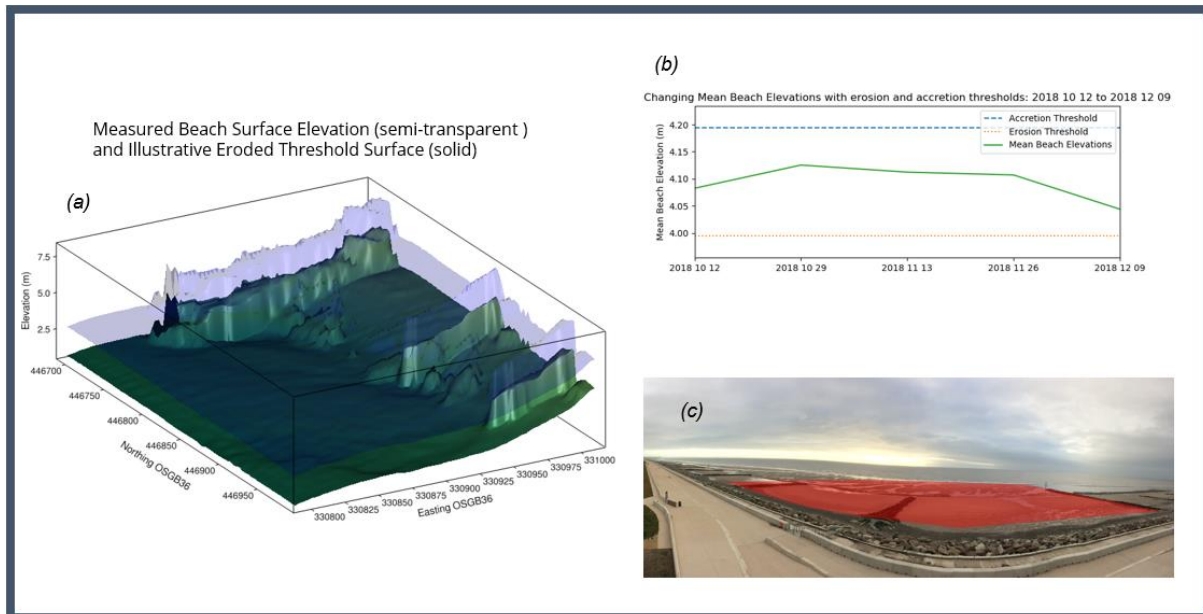 (b)
Changing Mean Beach Elevations with erosion and accretion thresholds: 2018 10 12 to 2018 12 09
Accretion Threshold
Erosion Threshold
Mean Beach Elevations
Mean Beach Elevation (m)
4.20
4.15
4.10
4.05
4.00
2018 10 12
2018 10 29
2018 11 13
2018 11 26
2018 12 09
Measured Beach Surface Elevation (semi-transparent )
and Illustrative Eroded Threshold Surface (solid)
(a)
Elevation (m)
7.5
5.0
2.5
446700
446750
446800
446850
446900
446950
Northing OSGB36
330800
330825
330850
330875
330900
330925
330950
330975
331000
Easting OSGB36
(c)